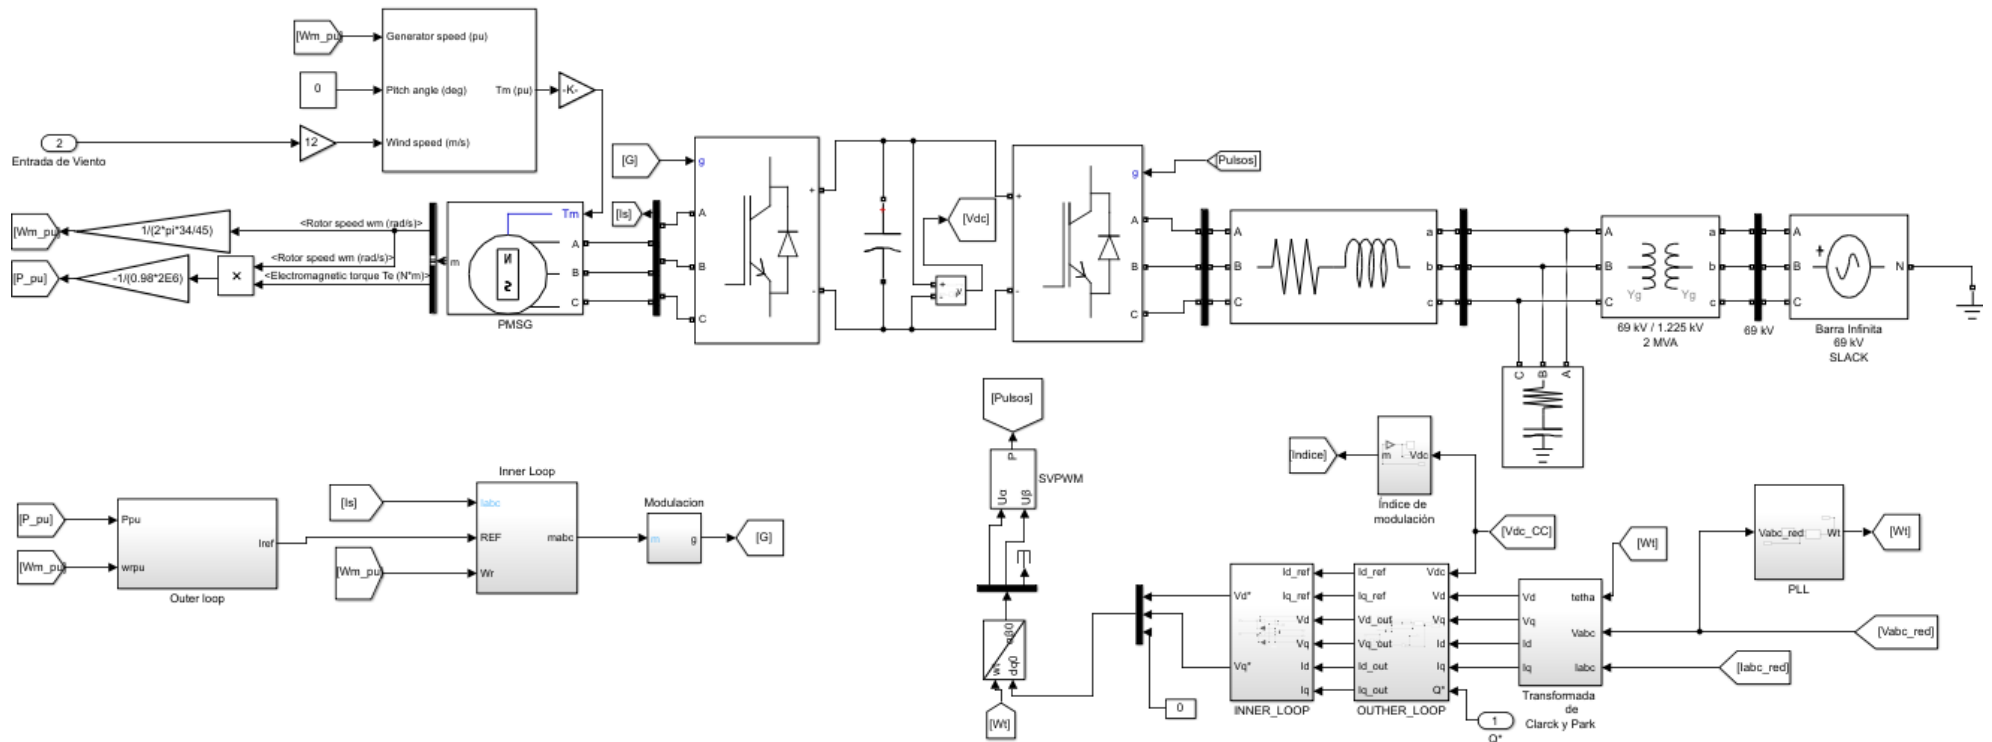 [Wm_pu]
Generator speed (pu)
0
Pitch angle (deg)
Tm (pu)
-K-
2
Entrada de Viento
12
Wind speed (m/s)
[G]
g
[Pulsos]
g
[Wm_pu]
1/(2*pi*34/45)
<Rotor speed wm (rad/s)>
[P_pu]
-1/(0.98*2E6)
×
<Rotor speed wm (rad/s)>
<Electromagnetic torque Te (N*m)>
m
Tm
N
S
A
B
C
PMSG
[Is]
A
B
C
+
-
[Vdc]
+
-
v
+
-
A
B
C
A
B
C
a
b
c
A
B
C
Yg
Yg
a
b
c
69 kV / 1.225 kV
2 MVA
69 kV
A
B
C
+
N
Barra Infinita
69 kV
SLACK
C
B
A
[P_pu]
[Wm_pu]
Ppu
wrpu
Iref
Outer loop
[Is]
[Wm_pu]
Inner Loop
Iabc
REF
Wr
mabc
Modulacion
m
g
[G]
[Pulsos]
P
Uα
Uβ
SVPWM
αβ0
wt
dq0
[Wt]
0
Vd*
Vq*
Id_ref
Iq_ref
Vd
Vq
Id
Iq
INNER_LOOP
Id_ref
Iq_ref
Vd_out
Vq_out
Id_out
Iq_out
Vdc
Vd
Vq
Id
Iq
Q*
OUTHER_LOOP
1
Q*
[Indice]
m
Vdc
Índice de
modulación
[Vdc_CC]
Vd
Vq
Id
Iq
tetha
Vabc
Iabc
Transformada
de
Clarck y Park
[Wt]
Vabc_red
Wt
PLL
[Wt]
[Vabc_red]
[Iabc_red]